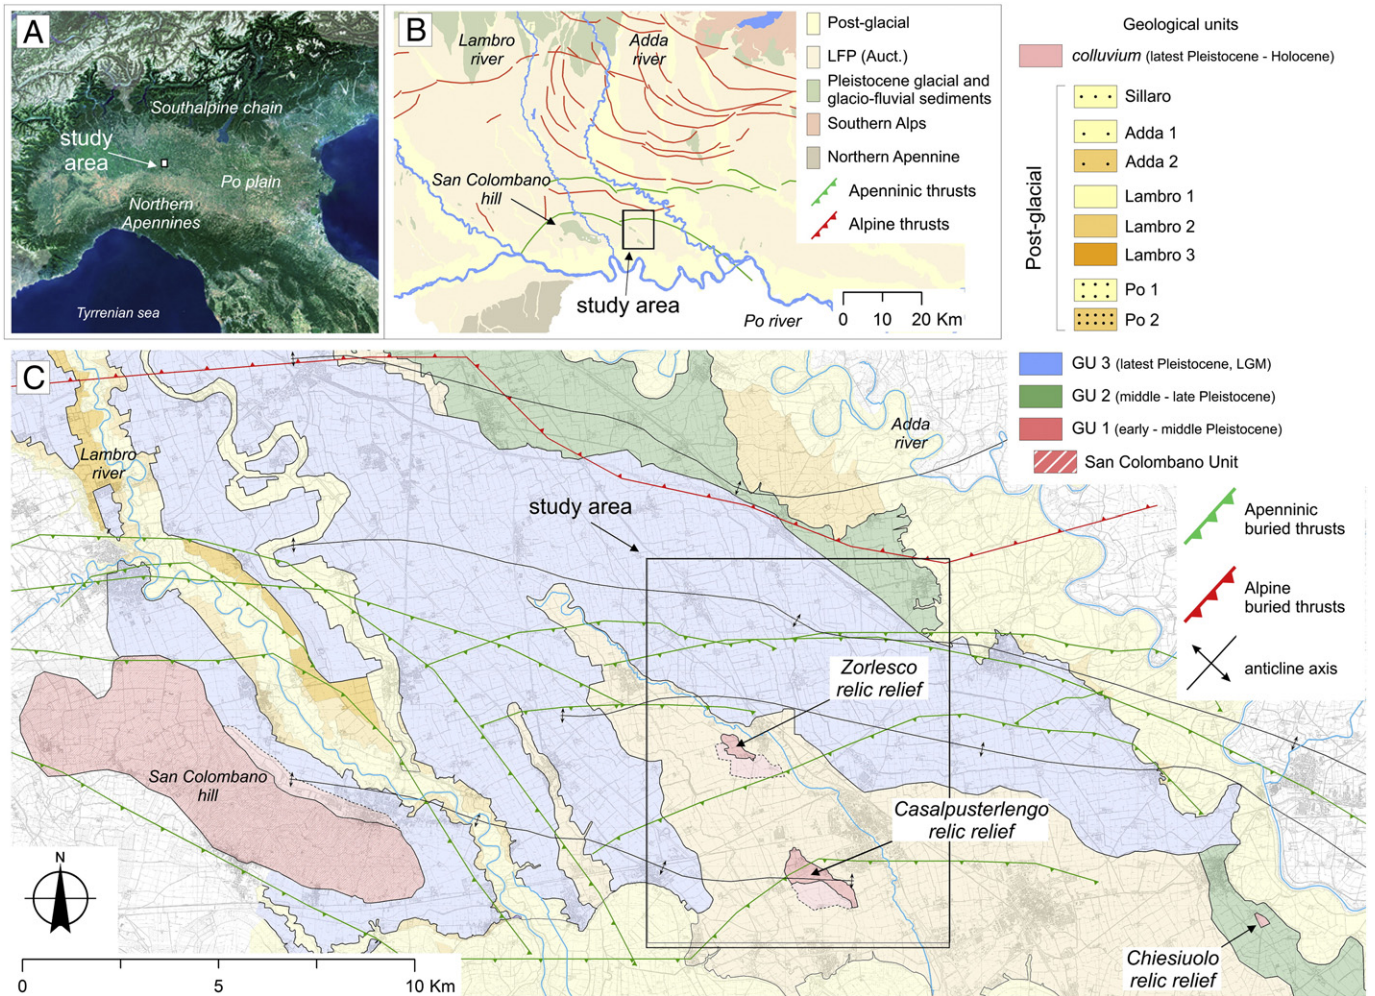 A
Southalpine chain
study
area
Po plain
Northern
Apennines
Tyrrenian sea
B
Lambro
river
Adda
river
San Colombano
hill
study area
Po river
0 10 20 Km
Post-glacial
LFP (Auct.)
Pleistocene glacial and
glacio-fluvial sediments
Southern Alps
Northern Apennine
Apenninic thrusts
Alpine thrusts
Geological units
colluvium (latest Pleistocene - Holocene)
Post-glacial
Sillaro
Adda 1
Adda 2
Lambro 1
Lambro 2
Lambro 3
Po 1
Po 2
GU 3 (latest Pleistocene, LGM)
GU 2 (middle - late Pleistocene)
GU 1 (early - middle Pleistocene)
San Colombano Unit
Apenninic
buried thrusts
Alpine
buried thrusts
anticline axis
C
Lambro
river
Adda
river
study area
Zorlesco
relic relief
San Colombano
hill
Casalpusterlengo
relic relief
Chiesiuolo
relic relief
N
0 5 10 Km